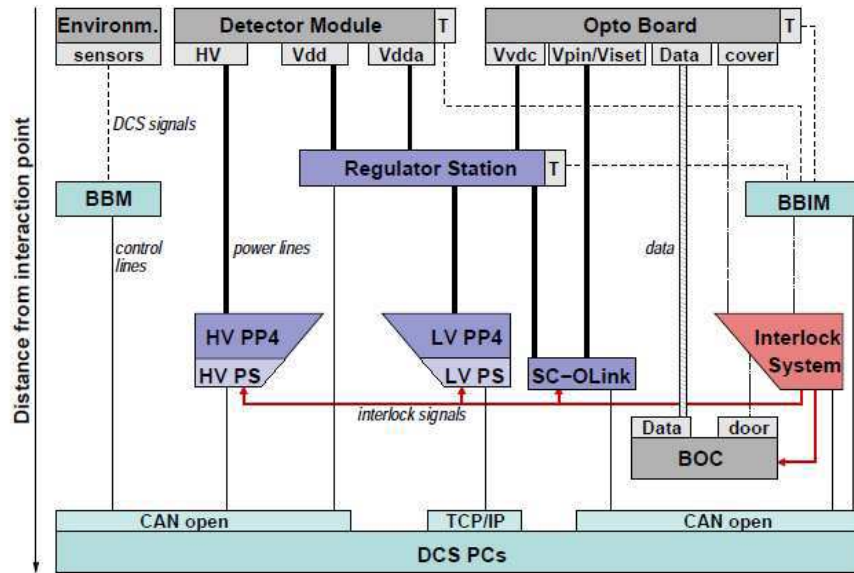 Distance from interaction point
Environm.
sensors
Detector Module
T
HV
Vdd
Vdda
Opto Board
T
Vvdc
Vpin/Viset
Data
cover
DCS signals
Regulator Station
T
BBM
BBIM
control
lines
power lines
data
HV PP4
HV PS
LV PP4
LV PS
SC-OLink
Interlock
System
interlock signals
Data
door
BOC
CAN open
TCP/IP
CAN open
DCS PCs